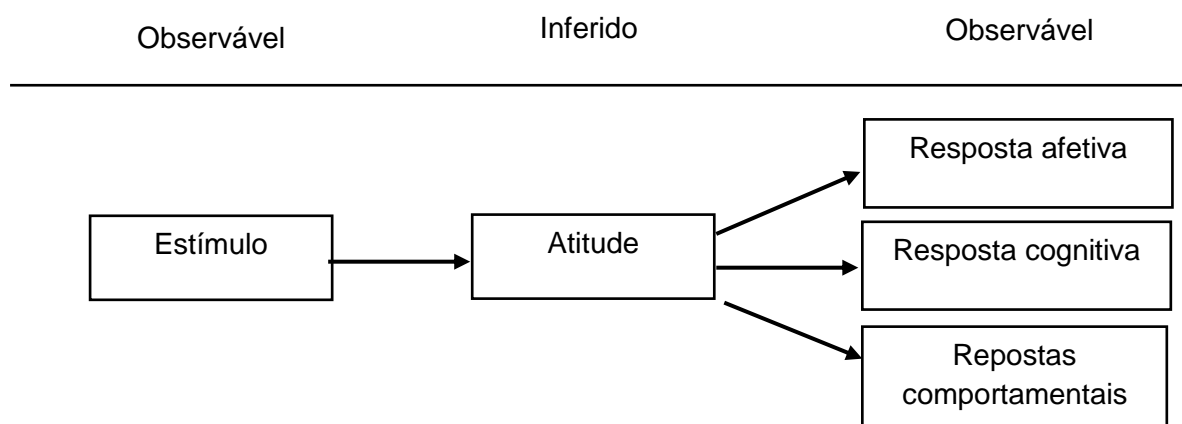 Observável
Inferido
Observável
Estímulo
Atitude
Resposta afetiva
Resposta cognitiva
Repostas
comportamentais